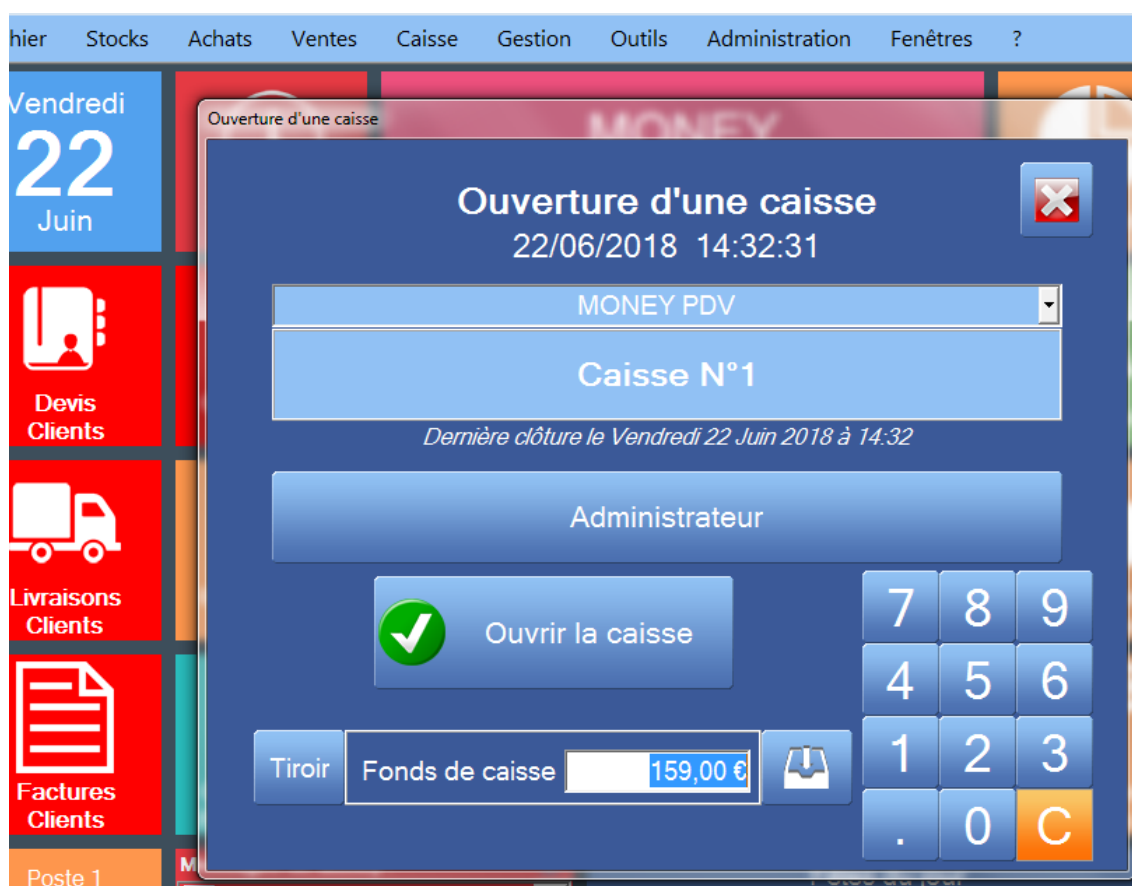 hier Stocks Achats Ventes Caisse Gestion Outils Administration Fenêtres ?
Vendredi
22
Juin
Ouverture d'une caisse
MONEY
Ouverture d'une caisse
22/06/2018 14:32:31
MONEY PDV
Caisse N°1
Dernière clôture le Vendredi 22 Juin 2018 à 14:32
Devis
Clients
Administrateur
Livraisons
Clients
Ouvrir la caisse
7 8 9
4 5 6
1 2 3
. 0 C
Tiroir Fonds de caisse 159,00 €
Factures
Clients
Poste 1
M